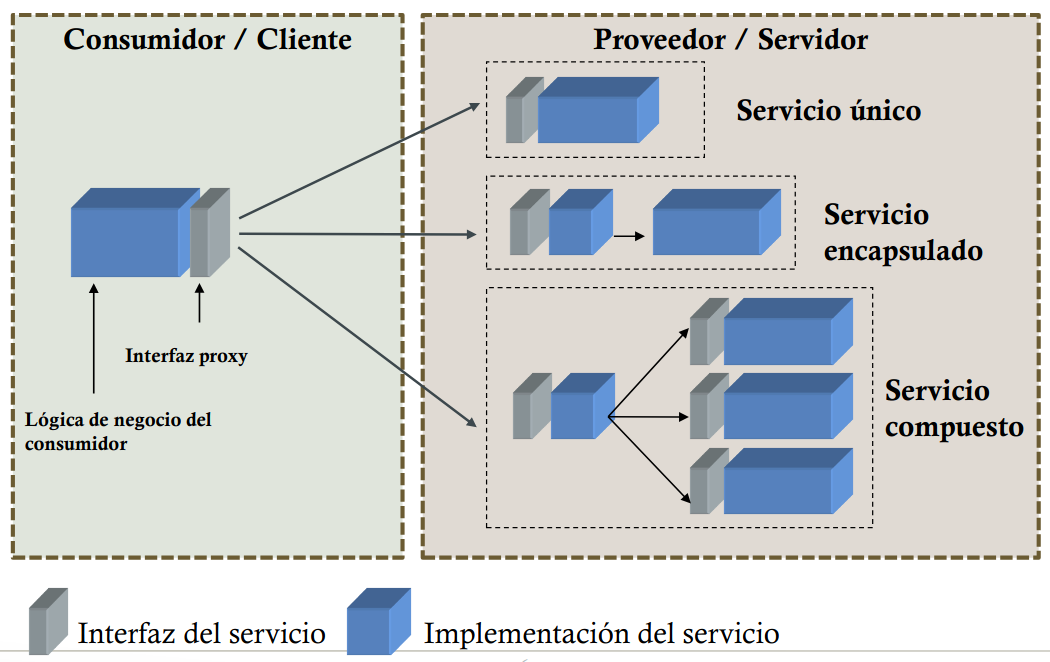 Consumidor / Cliente
Proveedor / Servidor
Servicio único
Servicio
encapsulado
Interfaz proxy
Lógica de negocio del
consumidor
Servicio
compuesto
Interfaz del servicio
Implementación del servicio